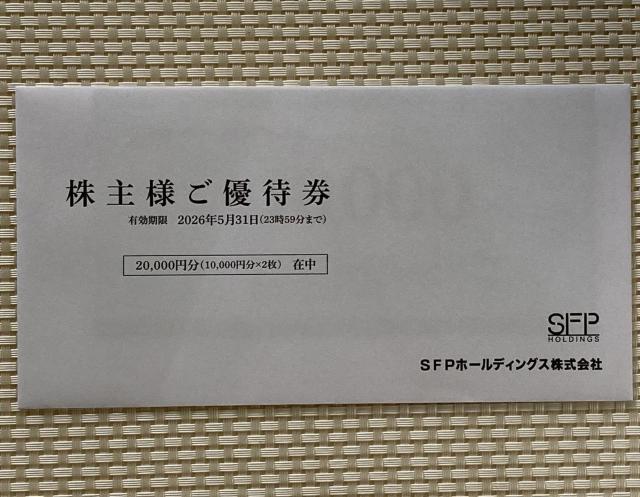 株主様ご優待券
有効期限 2026年5月31日(23時59分まで)
20,000円分(10,000円分×2枚) 在中
SFP
HOLDINGS
SFPホールディングス株式会社